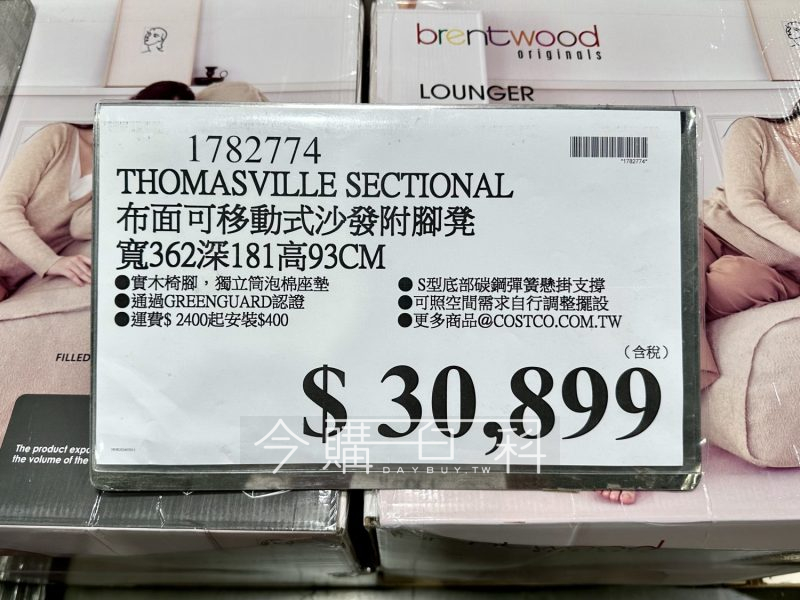 brentwood
originals
LOUNGER
1782774
*1782774*
THOMASVILLE SECTIONAL
布面可移動式沙發附腳凳
寬362深181高93CM
●實木椅腳，獨立筒泡棉座墊
●S型底部碳鋼彈簧懸掛支撐
●通過GREENGUARD認證
●可照空間需求自行調整擺設
●運費$ 2400起安裝$400
●更多商品@COSTCO.COM.TW
（含稅）
$ 30,899
今購百科
DAYBUY.TW
FILLED
The product expa
the volume of the
brentwood